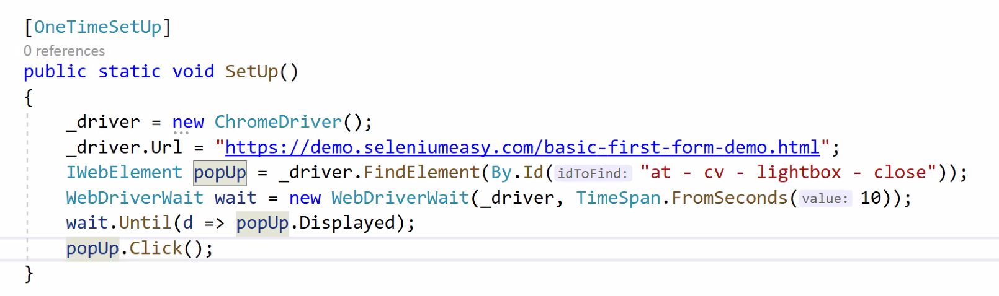 [OneTimeSetUp]
0 references
public static void SetUp()
{
_driver = new ChromeDriver();
_driver.Url = "https://demo.seleniumeasy.com/basic-first-form-demo.html";
IWebElement popUp = _driver.FindElement(By.Id(idToFind: "at - cv - lightbox - close"));
WebDriverWait wait = new WebDriverWait(_driver, TimeSpan.FromSeconds(value: 10));
wait.Until(d => popUp.Displayed);
popUp.Click();
}